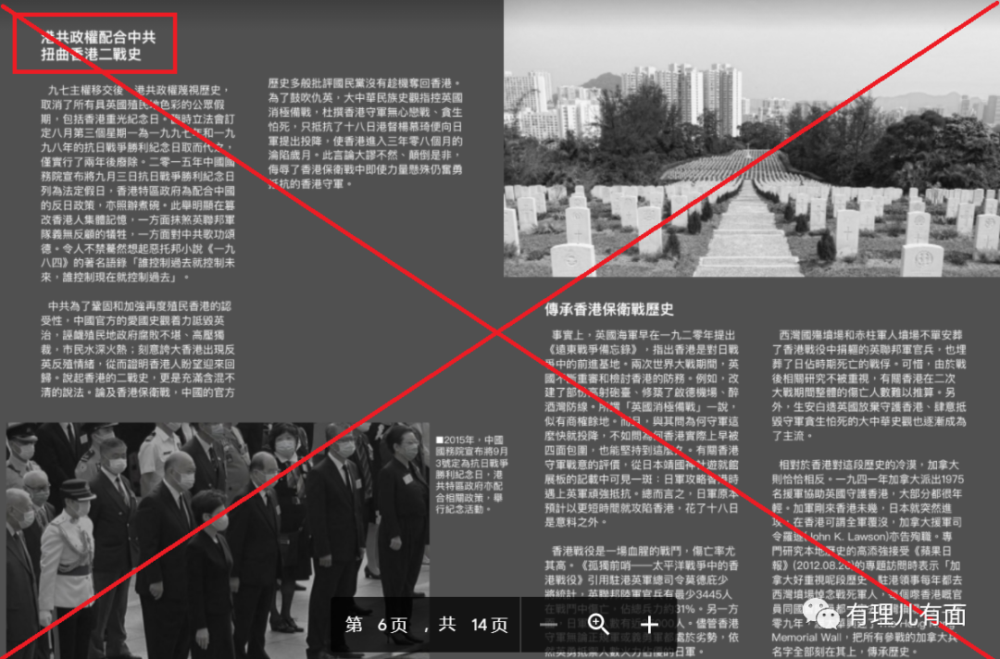 港共政權配合中共
扭曲香港二戰史
九七主權移交後，港共政權蔑視歷史，
取消了所有具英國殖民地色彩的公眾假
期，包括香港重光紀念日。臨時立法會訂
定八月第三個星期一為一九九七年和一九
九八年的抗日戰爭勝利紀念日取而代之，
僅實行了兩年後廢除。二零一五年中國國
務院宣布將九月三日抗日戰爭勝利紀念日
列為法定假日，香港特區政府為配合中國
的反日政策，亦照辦煮碗。此舉明顯在篡
改香港人集體記憶，一方面抹煞英聯邦軍
隊義無反顧的犧牲，一方面對中共歌功頌
德。令人不禁驀然想起惡托邦小說《一九
八四》的著名語錄「誰控制過去就控制未
來，誰控制現在就控制過去」。
中共為了鞏固和加強再度殖民香港的認
受性，中國官方的愛國史觀着力詆毀英
治，誣衊殖民地政府腐敗不堪、高壓獨
裁，市民水深火熱；刻意誇大香港出現反
英反殖情緒，從而證明香港人盼望迎來回
歸。說起香港的二戰史，更是充滿含混不
清的說法。論及香港保衛戰，中國的官方
歷史多般批評國民黨沒有趁機奪回香港。
為了鼓吹仇英，大中華民族史觀指控英國
消極備戰，杜撰香港守軍無心戀戰、貪生
怕死，只抵抗了十八日港督楊慕琦便向日
軍提出投降，使香港進入三年零八個月的
淪陷歲月。此言論大謬不然、顛倒是非，
侮辱了香港保衛戰中即使力量懸殊仍奮勇
抵抗的香港守軍。
■2015年，中國
國務院宣布將9月
3號定為抗日戰爭
勝利紀念日，港
共特區政府亦配
合相關政策，舉
行紀念活動。
傳承香港保衛戰歷史
事實上，英國海軍早在一九二零年提出
《遠東戰爭備忘錄》，指出香港是對日戰
爭中的前進基地。兩次世界大戰期間，英
國不斷重審和檢討香港的防務。例如，改
建了部份高射砲臺、修築了啟德機場、醉
酒灣防線。所謂「英國消極備戰」一說，
似有商榷餘地。而且，與其問為何守軍這
麼快就投降，不如問為何香港實際上早被
四面包圍，也能堅持到這麼久。有關香港
守軍戰意的評價，從日本靖國神社遊就館
展板的記載中可見一斑：日軍攻略香港時
遇上英軍頑強抵抗。總而言之，日軍原本
預計以更短時間就攻陷香港，花了十八日
是意料之外。
香港戰役是一場血腥的戰鬥，傷亡率尤
其高。《孤獨前哨——太平洋戰爭中的香
港戰役》引用駐港英軍總司令莫德庇少
將統計，英聯邦陸軍官兵有最少3445人
在戰鬥中傷亡，佔總兵力約31%。另一方
儘管香港
守軍無論正規軍或義勇軍都處於劣勢，依
西灣國殤墳場和赤柱軍人墳場不單安葬
了香港戰役中捐軀的英聯邦軍官兵，也埋
葬了日佔時期死亡的戰俘。可惜，由於戰
後相關研究不被重視，有關香港在二次
大戰期間整體的傷亡人數難以推算。另
外，生安白造英國放棄守護香港、肆意抵
毀守軍貪生怕死的大中華史觀也逐漸成為
了主流。
相對於香港對這段歷史的冷漠，加拿大
則恰恰相反。一九四一年加拿大派出1975
名援軍協助英國守護香港，大部分都很年
輕。加軍剛來香港未幾，日本就突然進
攻，在香港可謂全軍覆沒，加拿大援軍司
令羅遜(John K. Lawson)亦告殉職。專
門研究本地歷史的高添強接受《蘋果日
報》(2012.08.20)的專題訪問時表示「加
拿大好重視呢段歷史，駐港領事每年都去
西灣墳場悼念戰死軍人，每個嚟香港嘅官
員同國
零九年，
Memorial Wall，把所有參戰的加拿大兵
名字全部刻在其上，傳承歷史。
第 6页 ，共 14页
有理儿有面